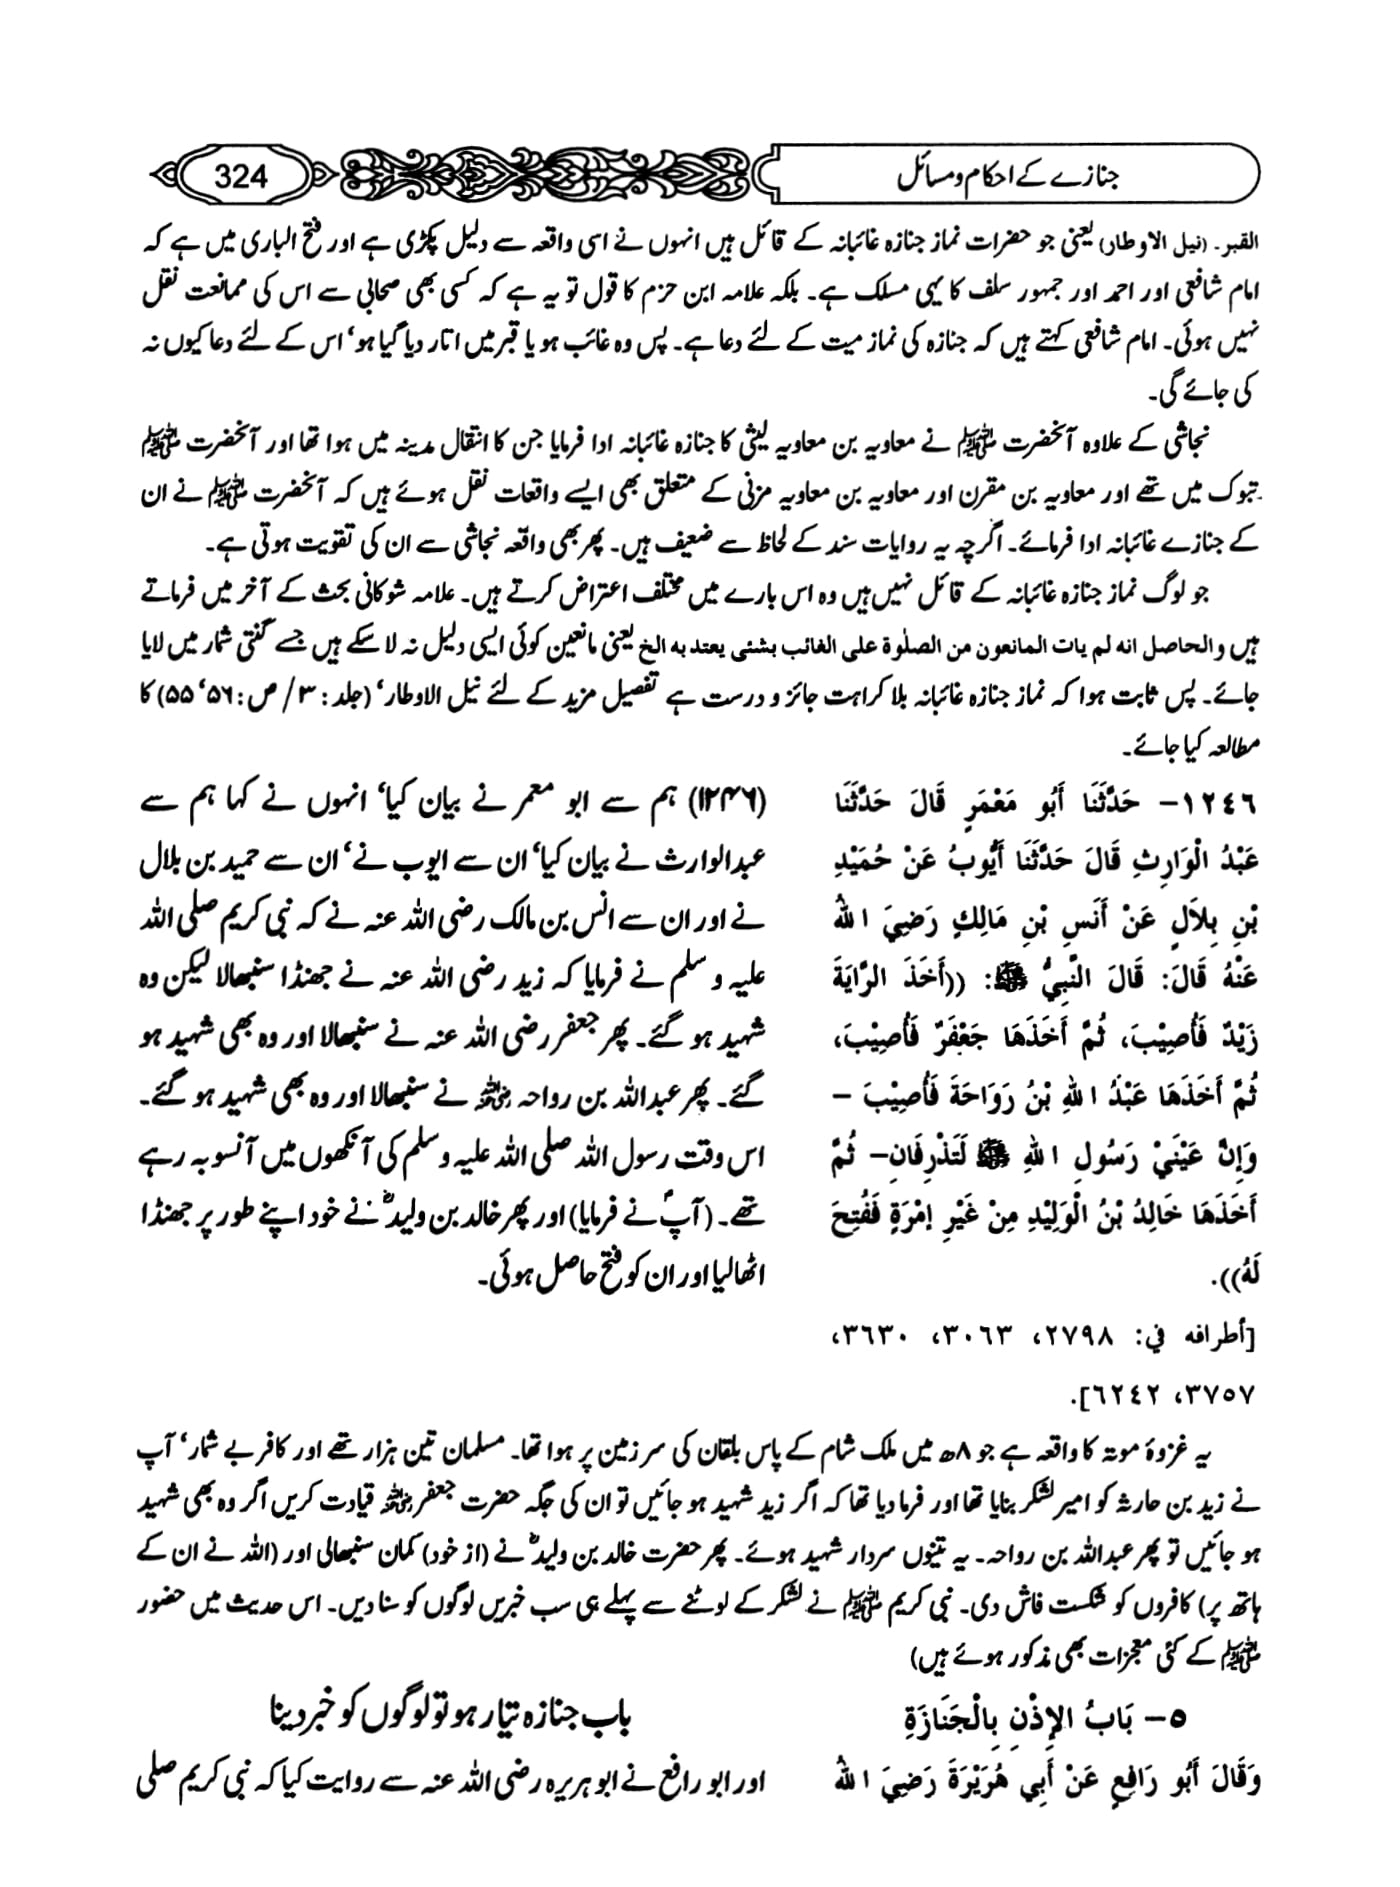 جنازے کے احکام و مسائل
324
القبر۔ (نیل الاوطار) یعنی جو حضرات نماز جنازہ غائبانہ کے قائل ہیں انہوں نے اسی واقعہ سے دلیل پکڑی ہے اور فتح الباری میں ہے کہ
امام شافعی اور احمد اور جمہور سلف کا یہی مسلک ہے۔ بلکہ علامہ ابن حزم کا قول تو یہ ہے کہ کسی بھی صحابی سے اس کی ممانعت نقل
نہیں ہوئی۔ امام شافعی کہتے ہیں کہ جنازہ کی نماز میت کے لئے دعا ہے۔ پس وہ غائب ہو یا قبر میں اتار دیا گیا ہو‘ اس کے لئے دعا کیوں نہ
کی جائے گی۔
نجاشی کے علاوہ آنحضرت ﷺ نے معاویہ بن معاویہ لیثی کا جنازہ غائبانہ ادا فرمایا جن کا انتقال مدینہ میں ہوا تھا اور آنحضرت ﷺ
تبوک میں تھے اور معاویہ بن مقرن اور معاویہ بن معاویہ مزنی کے متعلق بھی ایسے واقعات نقل ہوئے ہیں کہ آنحضرت ﷺ نے ان
کے جنازے غائبانہ ادا فرمائے۔ اگرچہ یہ روایات سند کے لحاظ سے ضعیف ہیں۔ پھر بھی واقعہ نجاشی سے ان کی تقویت ہوتی ہے۔
جو لوگ نماز جنازہ غائبانہ کے قائل نہیں ہیں وہ اس بارے میں مختلف اعتراض کرتے ہیں۔ علامہ شوکانی بحث کے آخر میں فرماتے
ہیں والحاصل انہ لم یات المانعون من الصلٰوۃ علی الغائب بشئی یعتد بہ الخ یعنی مانعین کوئی ایسی دلیل نہ لا سکے ہیں جسے گنتی شمار میں لایا
جائے۔ پس ثابت ہوا کہ نماز جنازہ غائبانہ بلا کراہت جائز و درست ہے تفصیل مزید کے لئے نیل الاوطار‘ (جلد: ۳/ ص: ۵۶‘ ۵۵) کا
مطالعہ کیا جائے۔
١٢٤٦- حَدَّثَنَا أَبُو مَعْمَرٍ قَالَ حَدَّثَنَا
عَبْدُ الْوَارِثِ قَالَ حَدَّثَنَا أَيُّوبُ عَنْ حُمَيْدِ
بْنِ بِلاَلٍ عَنْ أَنَسِ بْنِ مَالِكٍ رَضِيَ اللهُ
عَنْهُ قَالَ: قَالَ النَّبِيُّ ﷺ: ((أَخَذَ الرَّايَةَ
زَيْدٌ فَأُصِيْبَ، ثُمَّ أَخَذَهَا جَعْفَرٌ فَأُصِيْبَ،
ثُمَّ أَخَذَهَا عَبْدُ اللهِ بْنُ رَوَاحَةَ فَأُصِيْبَ –
وَإِنَّ عَيْنَيْ رَسُولِ اللهِ ﷺ لَتَذْرِفَانِ– ثُمَّ
أَخَذَهَا خَالِدُ بْنُ الْوَلِيْدِ مِنْ غَيْرِ إِمْرَةٍ فَفُتِحَ
لَهُ)).
[أطرافه في: ٢٧٩٨، ٣٠٦٣، ٣٦٣٠،
٣٧٥٧، ٦٢٤٢].
(۱۲۴۶) ہم سے ابو معمر نے بیان کیا‘ انہوں نے کہا ہم سے
عبدالوارث نے بیان کیا‘ ان سے ایوب نے‘ ان سے حمید بن بلال
نے اور ان سے انس بن مالک رضی اللہ عنہ نے کہ نبی کریم صلی اللہ
علیہ و سلم نے فرمایا کہ زید رضی اللہ عنہ نے جھنڈا سنبھالا لیکن وہ
شہید ہو گئے۔ پھر جعفر رضی اللہ عنہ نے سنبھالا اور وہ بھی شہید ہو
گئے۔ پھر عبداللہ بن رواحہ رضی اللہ عنہ نے سنبھالا اور وہ بھی شہید ہو گئے۔
اس وقت رسول اللہ صلی اللہ علیہ و سلم کی آنکھوں میں آنسو بہ رہے
تھے۔ (آپؐ نے فرمایا) اور پھر خالد بن ولیدؓ نے خود اپنے طور پر جھنڈا
اٹھا لیا اور ان کو فتح حاصل ہوئی۔
یہ غزوۂ موتہ کا واقعہ ہے جو ۸ھ میں ملک شام کے پاس بلقان کی سر زمین پر ہوا تھا۔ مسلمان تین ہزار تھے اور کافر بے شمار‘ آپ
نے زید بن حارثہ کو امیر لشکر بنایا تھا اور فرما دیا تھا کہ اگر زید شہید ہو جائیں تو ان کی جگہ حضرت جعفر رضی اللہ عنہ قیادت کریں اگر وہ بھی شہید
ہو جائیں تو پھر عبداللہ بن رواحہ۔ یہ تینوں سردار شہید ہوئے۔ پھر حضرت خالد بن ولیدؓ نے (از خود) کمان سنبھالی اور (اللہ نے ان کے
ہاتھ پر) کافروں کو شکست فاش دی۔ نبی کریم ﷺ نے لشکر کے لوٹنے سے پہلے ہی سب خبریں لوگوں کو سنا دیں۔ اس حدیث میں حضور
ﷺ کے کئی معجزات بھی مذکور ہوئے ہیں)
٥- بَابُ الإِذْنِ بِالْجَنَازَةِ
باب جنازہ تیار ہو تو لوگوں کو خبر دینا
وَقَالَ أَبُو رَافِعٍ عَنْ أَبِي هُرَيْرَةَ رَضِيَ اللهُ
اور ابو رافع نے ابو ہریرہ رضی اللہ عنہ سے روایت کیا کہ نبی کریم صلی